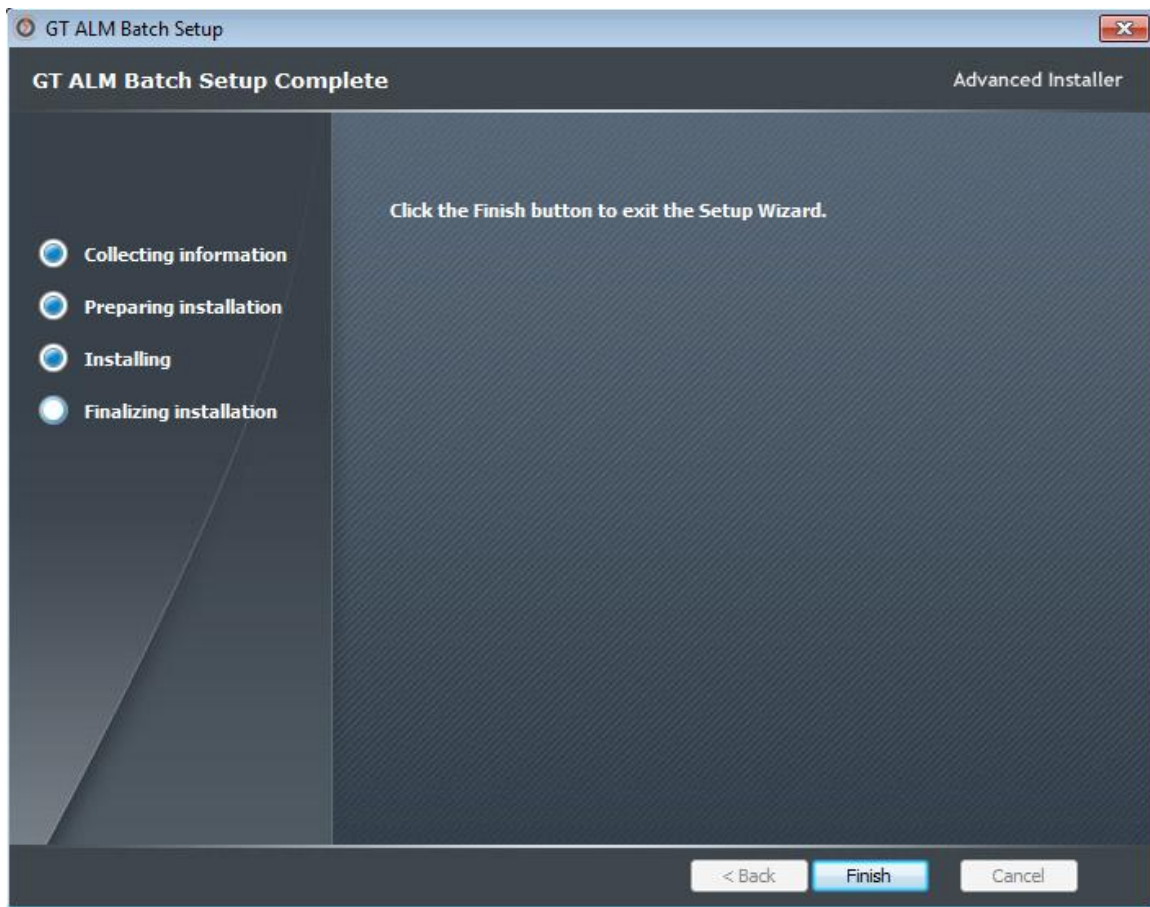 GT ALM Batch Setup
GT ALM Batch Setup Complete
Advanced Installer
Click the Finish button to exit the Setup Wizard.
Collecting information
Preparing installation
Installing
Finalizing installation
< Back
Finish
Cancel